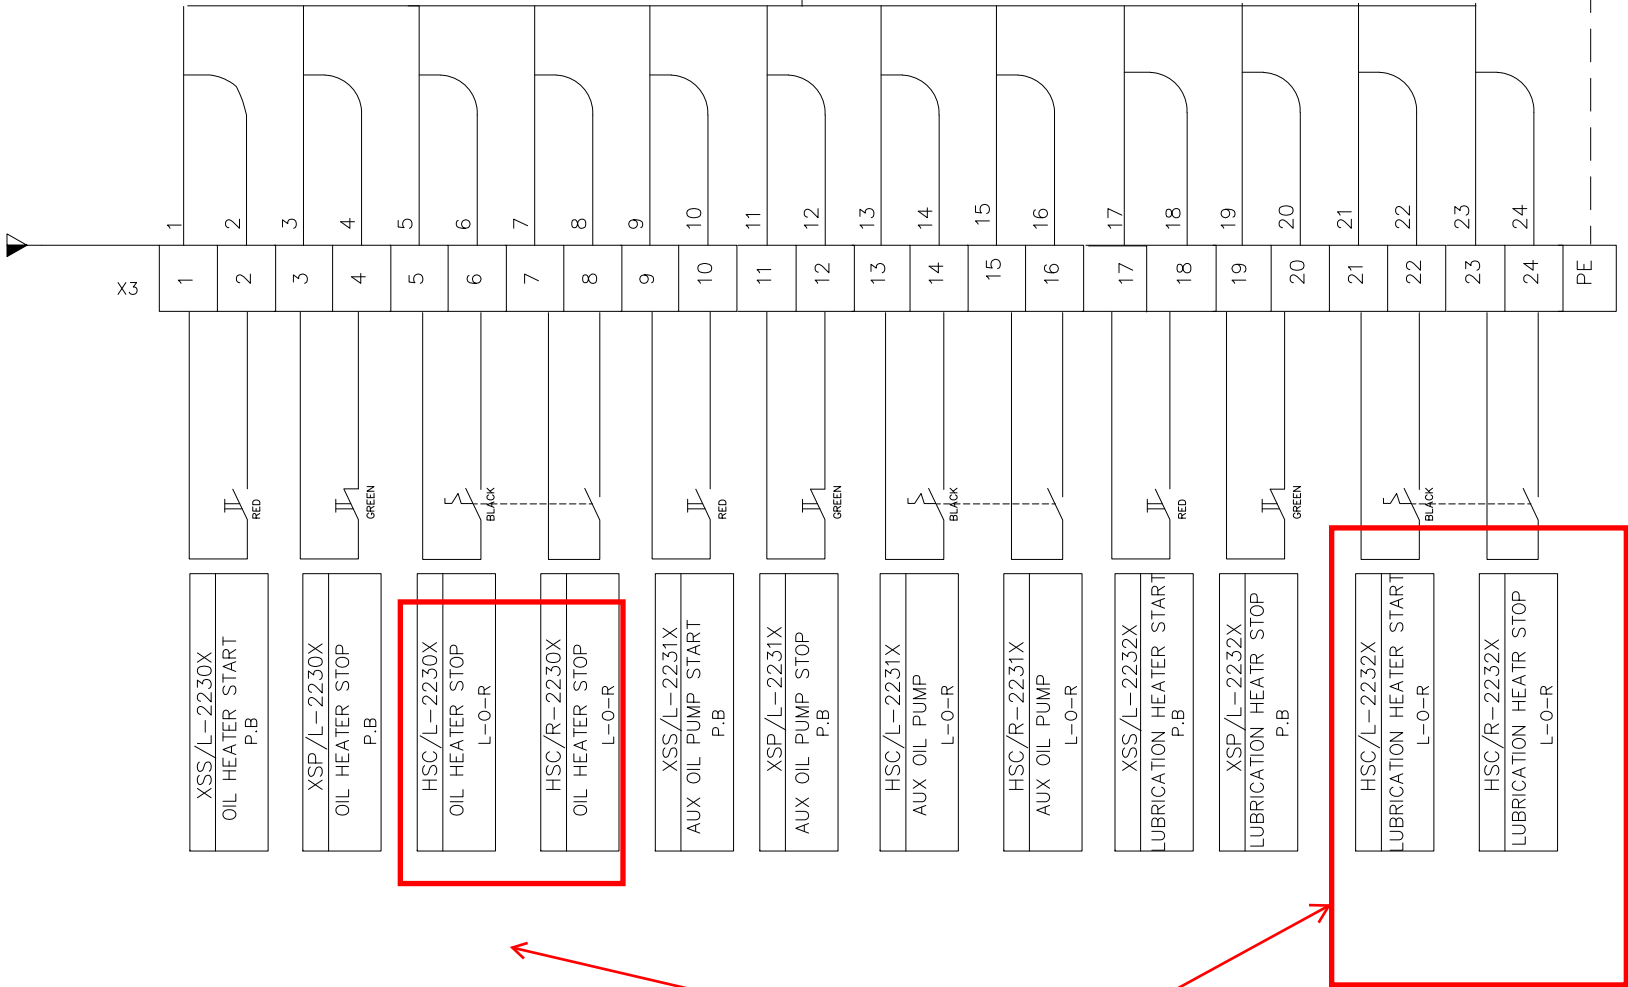 1
2
3
4
5
6
7
8
9
10
11
12
13
14
15
16
17
18
19
20
21
22
23
24
X3
1
2
3
4
5
6
7
8
9
10
11
12
13
14
15
16
17
18
19
20
21
22
23
24
PE
RED
GREEN
BLACK
RED
GREEN
BLACK
RED
GREEN
BLACK
XSS/L-2230X
OIL HEATER START
P.B
XSP/L-2230X
OIL HEATER STOP
P.B
HSC/L-2230X
OIL HEATER STOP
L-O-R
HSC/R-2230X
OIL HEATER STOP
L-O-R
XSS/L-2231X
AUX OIL PUMP START
P.B
XSP/L-2231X
AUX OIL PUMP STOP
P.B
HSC/L-2231X
AUX OIL PUMP
L-O-R
HSC/R-2231X
AUX OIL PUMP
L-O-R
XSS/L-2232X
LUBRICATION HEATER START
P.B
XSP/L-2232X
LUBRICATION HEATR STOP
P.B
HSC/L-2232X
LUBRICATION HEATER START
L-O-R
HSC/R-2232X
LUBRICATION HEATR STOP
L-O-R